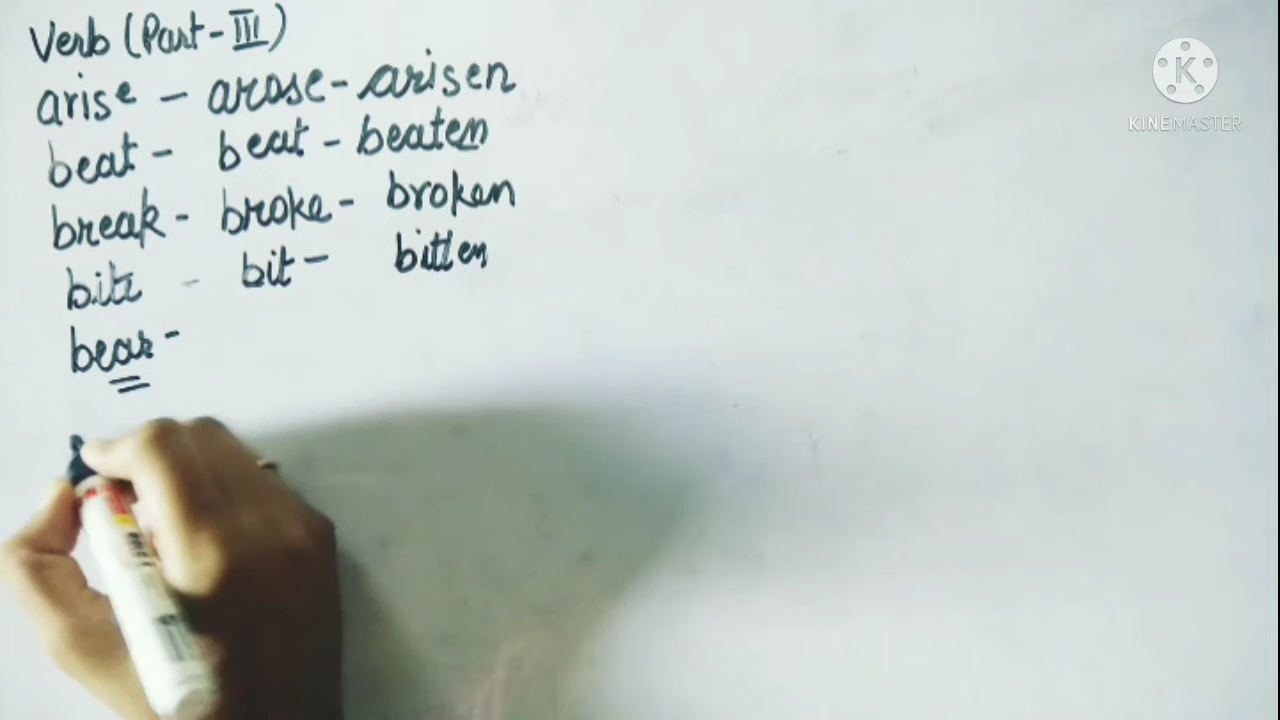 Verb (Part-III)
arise - arose - arisen
beat - beat - beaten
break - broke - broken
bite - bit - bitten
bear -
K
KINEMASTER